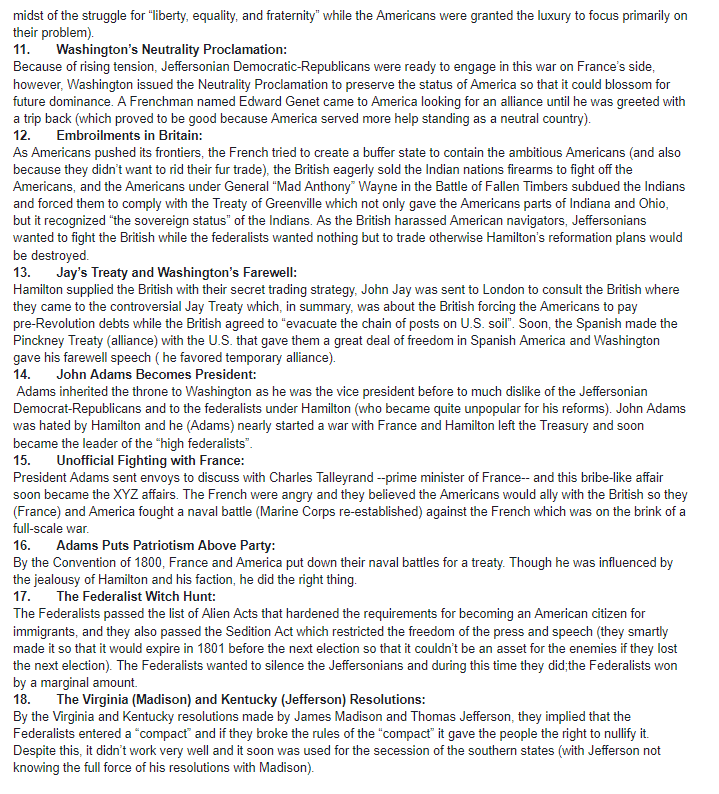 midst of the struggle for “liberty, equality, and fraternity” while the Americans were granted the luxury to focus primarily on
their problem).
11. Washington’s Neutrality Proclamation:
Because of rising tension, Jeffersonian Democratic-Republicans were ready to engage in this war on France’s side,
however, Washington issued the Neutrality Proclamation to preserve the status of America so that it could blossom for
future dominance. A Frenchman named Edward Genet came to America looking for an alliance until he was greeted with
a trip back (which proved to be good because America served more help standing as a neutral country).
12. Embroilments in Britain:
As Americans pushed its frontiers, the French tried to create a buffer state to contain the ambitious Americans (and also
because they didn’t want to rid their fur trade), the British eagerly sold the Indian nations firearms to fight off the
Americans, and the Americans under General “Mad Anthony” Wayne in the Battle of Fallen Timbers subdued the Indians
and forced them to comply with the Treaty of Greenville which not only gave the Americans parts of Indiana and Ohio,
but it recognized “the sovereign status” of the Indians. As the British harassed American navigators, Jeffersonians
wanted to fight the British while the federalists wanted nothing but to trade otherwise Hamilton’s reformation plans would
be destroyed.
13. Jay’s Treaty and Washington’s Farewell:
Hamilton supplied the British with their secret trading strategy, John Jay was sent to London to consult the British where
they came to the controversial Jay Treaty which, in summary, was about the British forcing the Americans to pay
pre-Revolution debts while the British agreed to “evacuate the chain of posts on U.S. soil”. Soon, the Spanish made the
Pinckney Treaty (alliance) with the U.S. that gave them a great deal of freedom in Spanish America and Washington
gave his farewell speech ( he favored temporary alliance).
14. John Adams Becomes President:
Adams inherited the throne to Washington as he was the vice president before to much dislike of the Jeffersonian
Democrat-Republicans and to the federalists under Hamilton (who became quite unpopular for his reforms). John Adams
was hated by Hamilton and he (Adams) nearly started a war with France and Hamilton left the Treasury and soon
became the leader of the “high federalists”.
15. Unofficial Fighting with France:
President Adams sent envoys to discuss with Charles Talleyrand --prime minister of France-- and this bribe-like affair
soon became the XYZ affairs. The French were angry and they believed the Americans would ally with the British so they
(France) and America fought a naval battle (Marine Corps re-established) against the French which was on the brink of a
full-scale war.
16. Adams Puts Patriotism Above Party:
By the Convention of 1800, France and America put down their naval battles for a treaty. Though he was influenced by
the jealousy of Hamilton and his faction, he did the right thing.
17. The Federalist Witch Hunt:
The Federalists passed the list of Alien Acts that hardened the requirements for becoming an American citizen for
immigrants, and they also passed the Sedition Act which restricted the freedom of the press and speech (they smartly
made it so that it would expire in 1801 before the next election so that it couldn’t be an asset for the enemies if they lost
the next election). The Federalists wanted to silence the Jeffersonians and during this time they did;the Federalists won
by a marginal amount.
18. The Virginia (Madison) and Kentucky (Jefferson) Resolutions:
By the Virginia and Kentucky resolutions made by James Madison and Thomas Jefferson, they implied that the
Federalists entered a “compact” and if they broke the rules of the “compact” it gave the people the right to nullify it.
Despite this, it didn’t work very well and it soon was used for the secession of the southern states (with Jefferson not
knowing the full force of his resolutions with Madison).